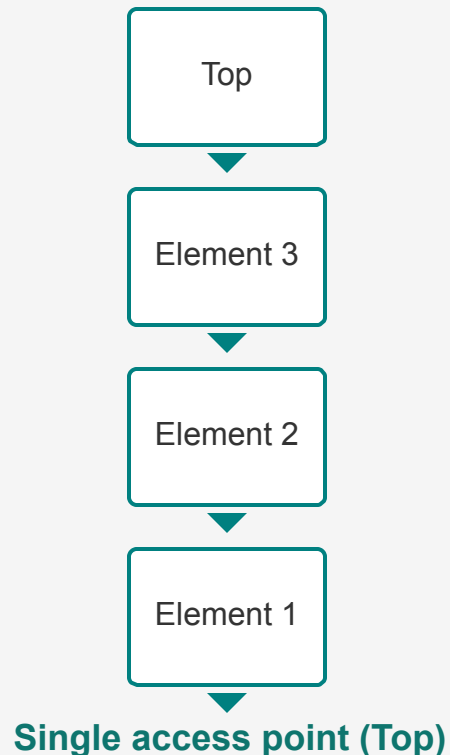 Top
Element 3
Element 2
Element 1
Single access point (Top)